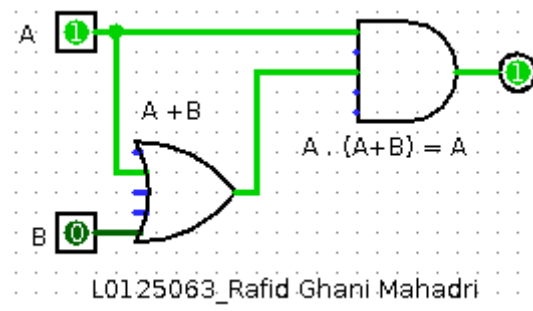 A 1 1
A +B
A . (A+B) = A
B 0
L0125063_Rafid Ghani Mahadri